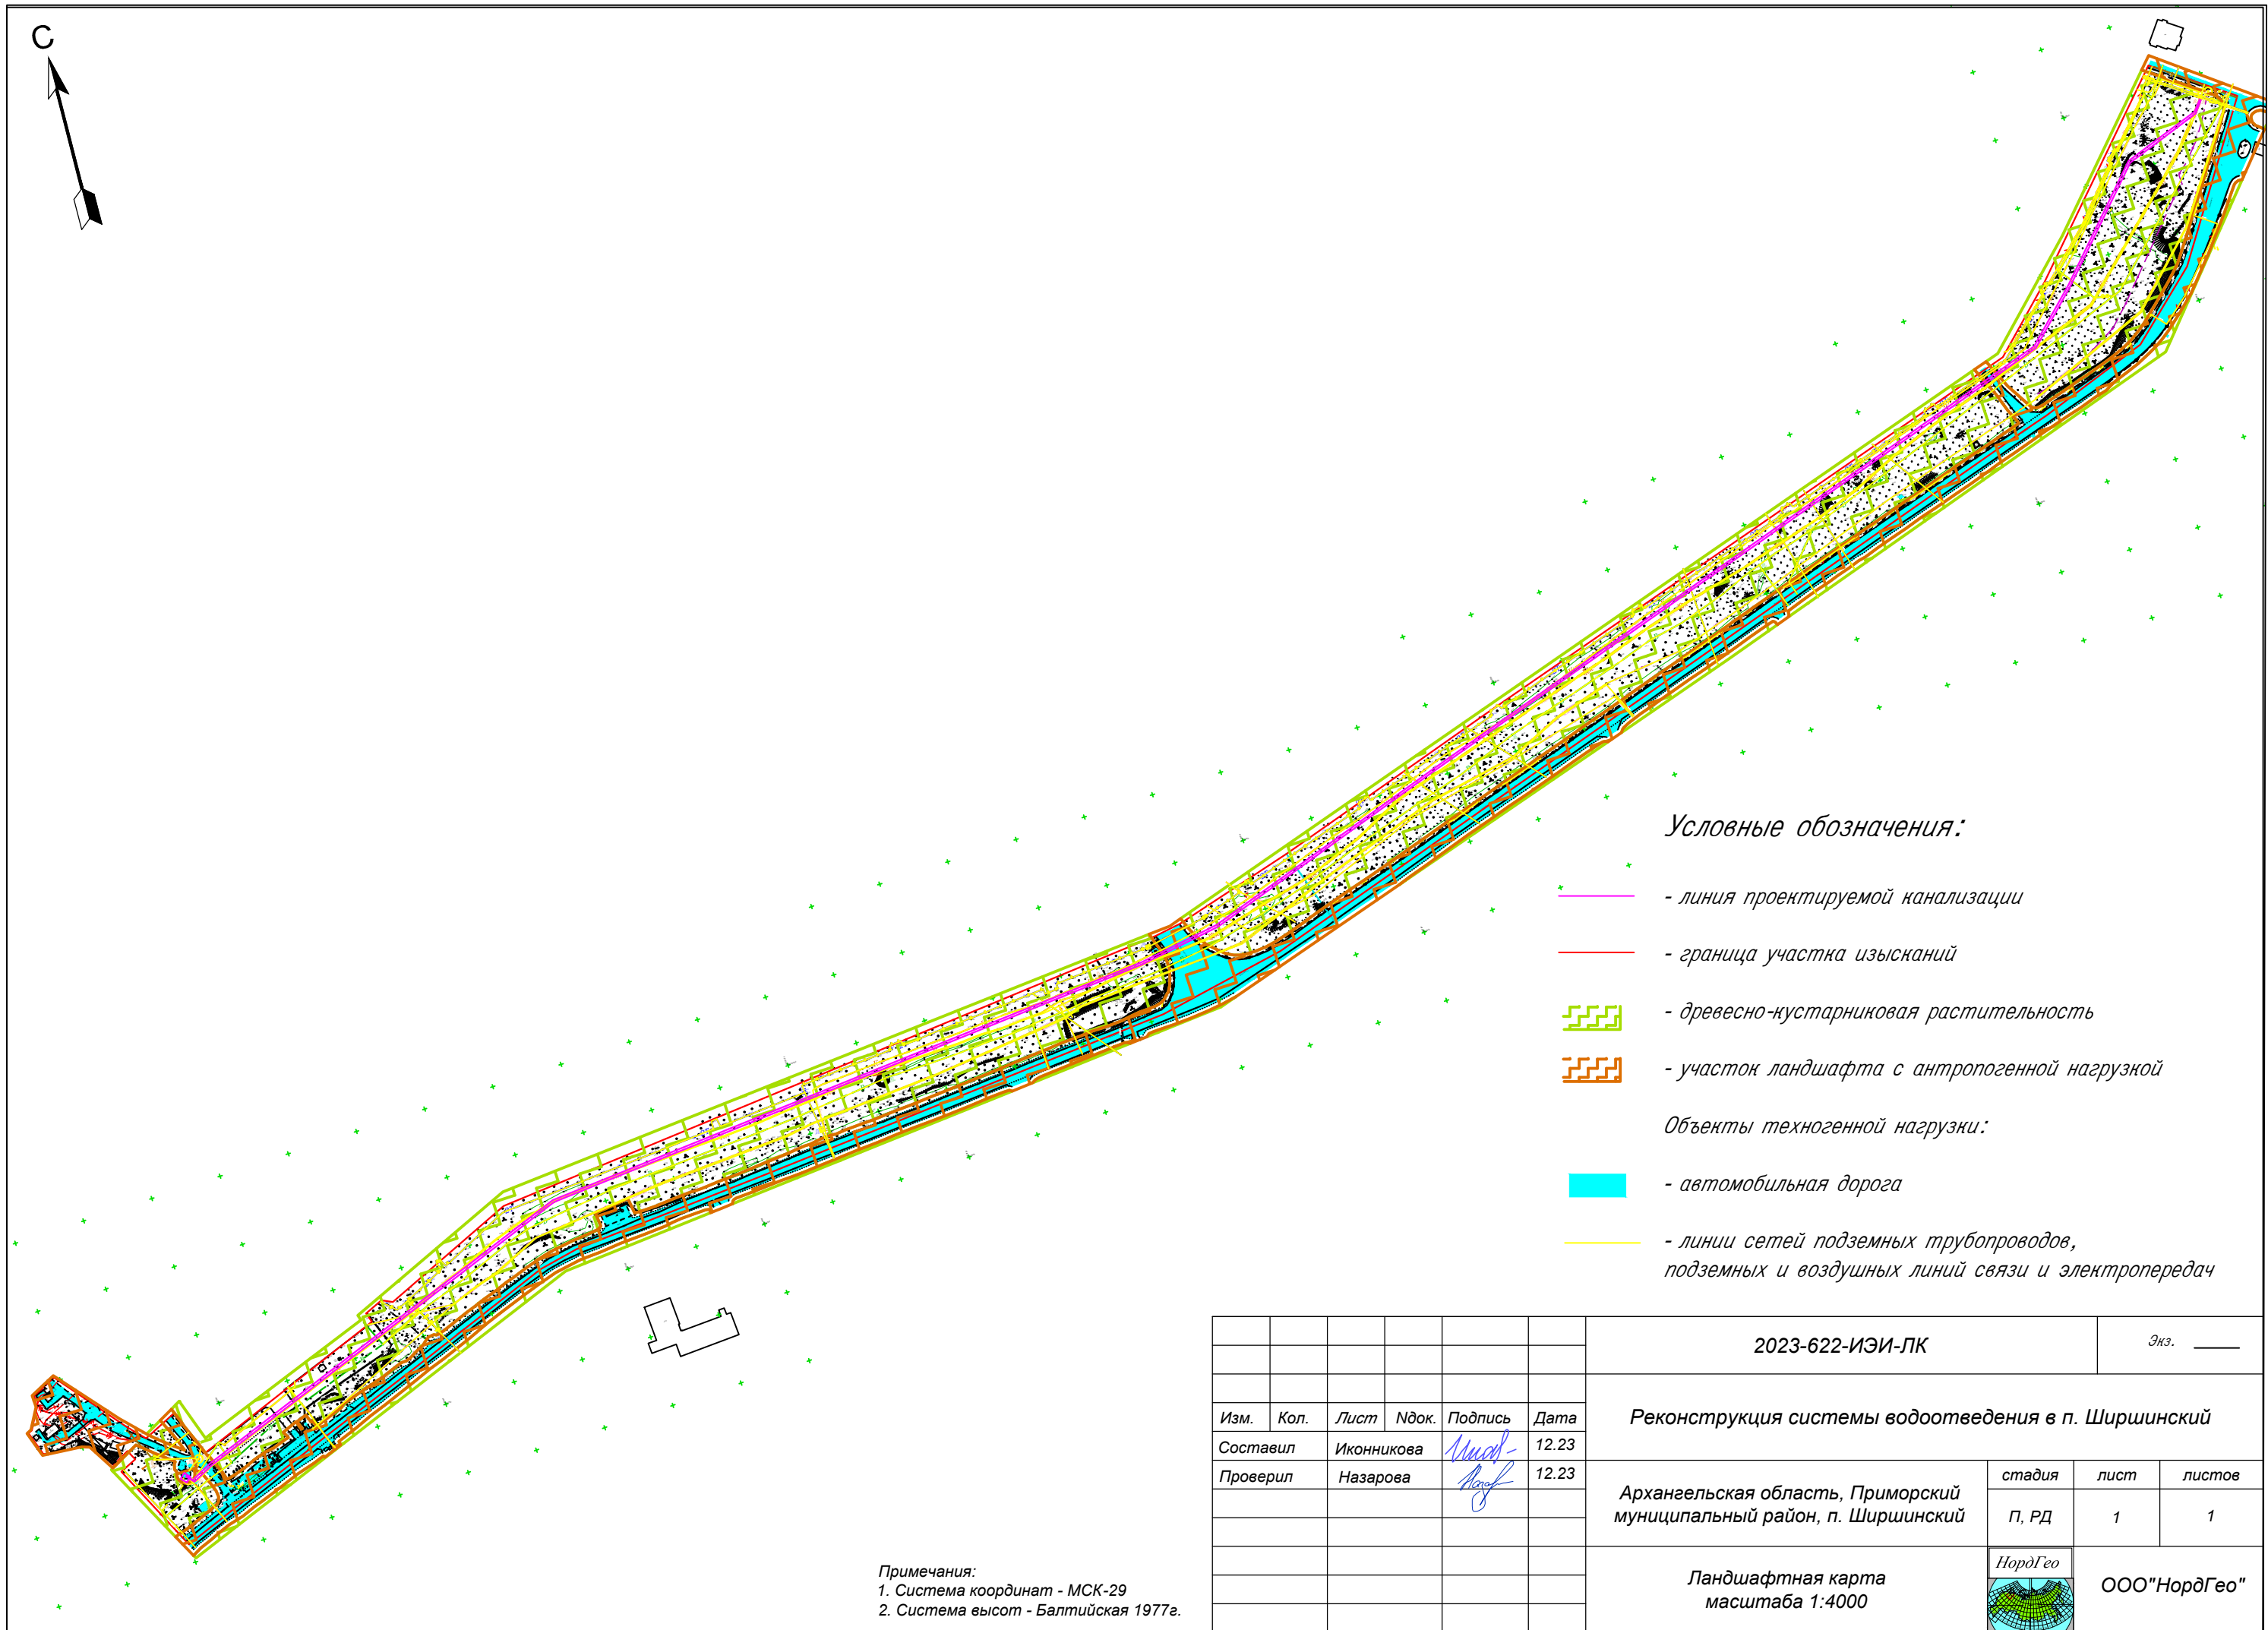 С
Условные обозначения:
- линия проектируемой канализации
- граница участка изысканий
- древесно-кустарниковая растительность
- участок ландшафта с антропогенной нагрузкой
Объекты техногенной нагрузки:
- автомобильная дорога
- линии сетей подземных трубопроводов,
подземных и воздушных линий связи и электропередач
Примечания:
1. Система координат - МСК-29
2. Система высот - Балтийская 1977г.
2023-622-ИЭИ-ЛК
Экз.
Изм. Кол. Лист Nдок. Подпись Дата
Реконструкция системы водоотведения в п. Ширшинский
Составил Иконникова 12.23
Проверил Назарова 12.23
Архангельская область, Приморский
муниципальный район, п. Ширшинский
стадия лист листов
П, РД 1 1
Ландшафтная карта
масштаба 1:4000
НордГео
ООО"НордГео"